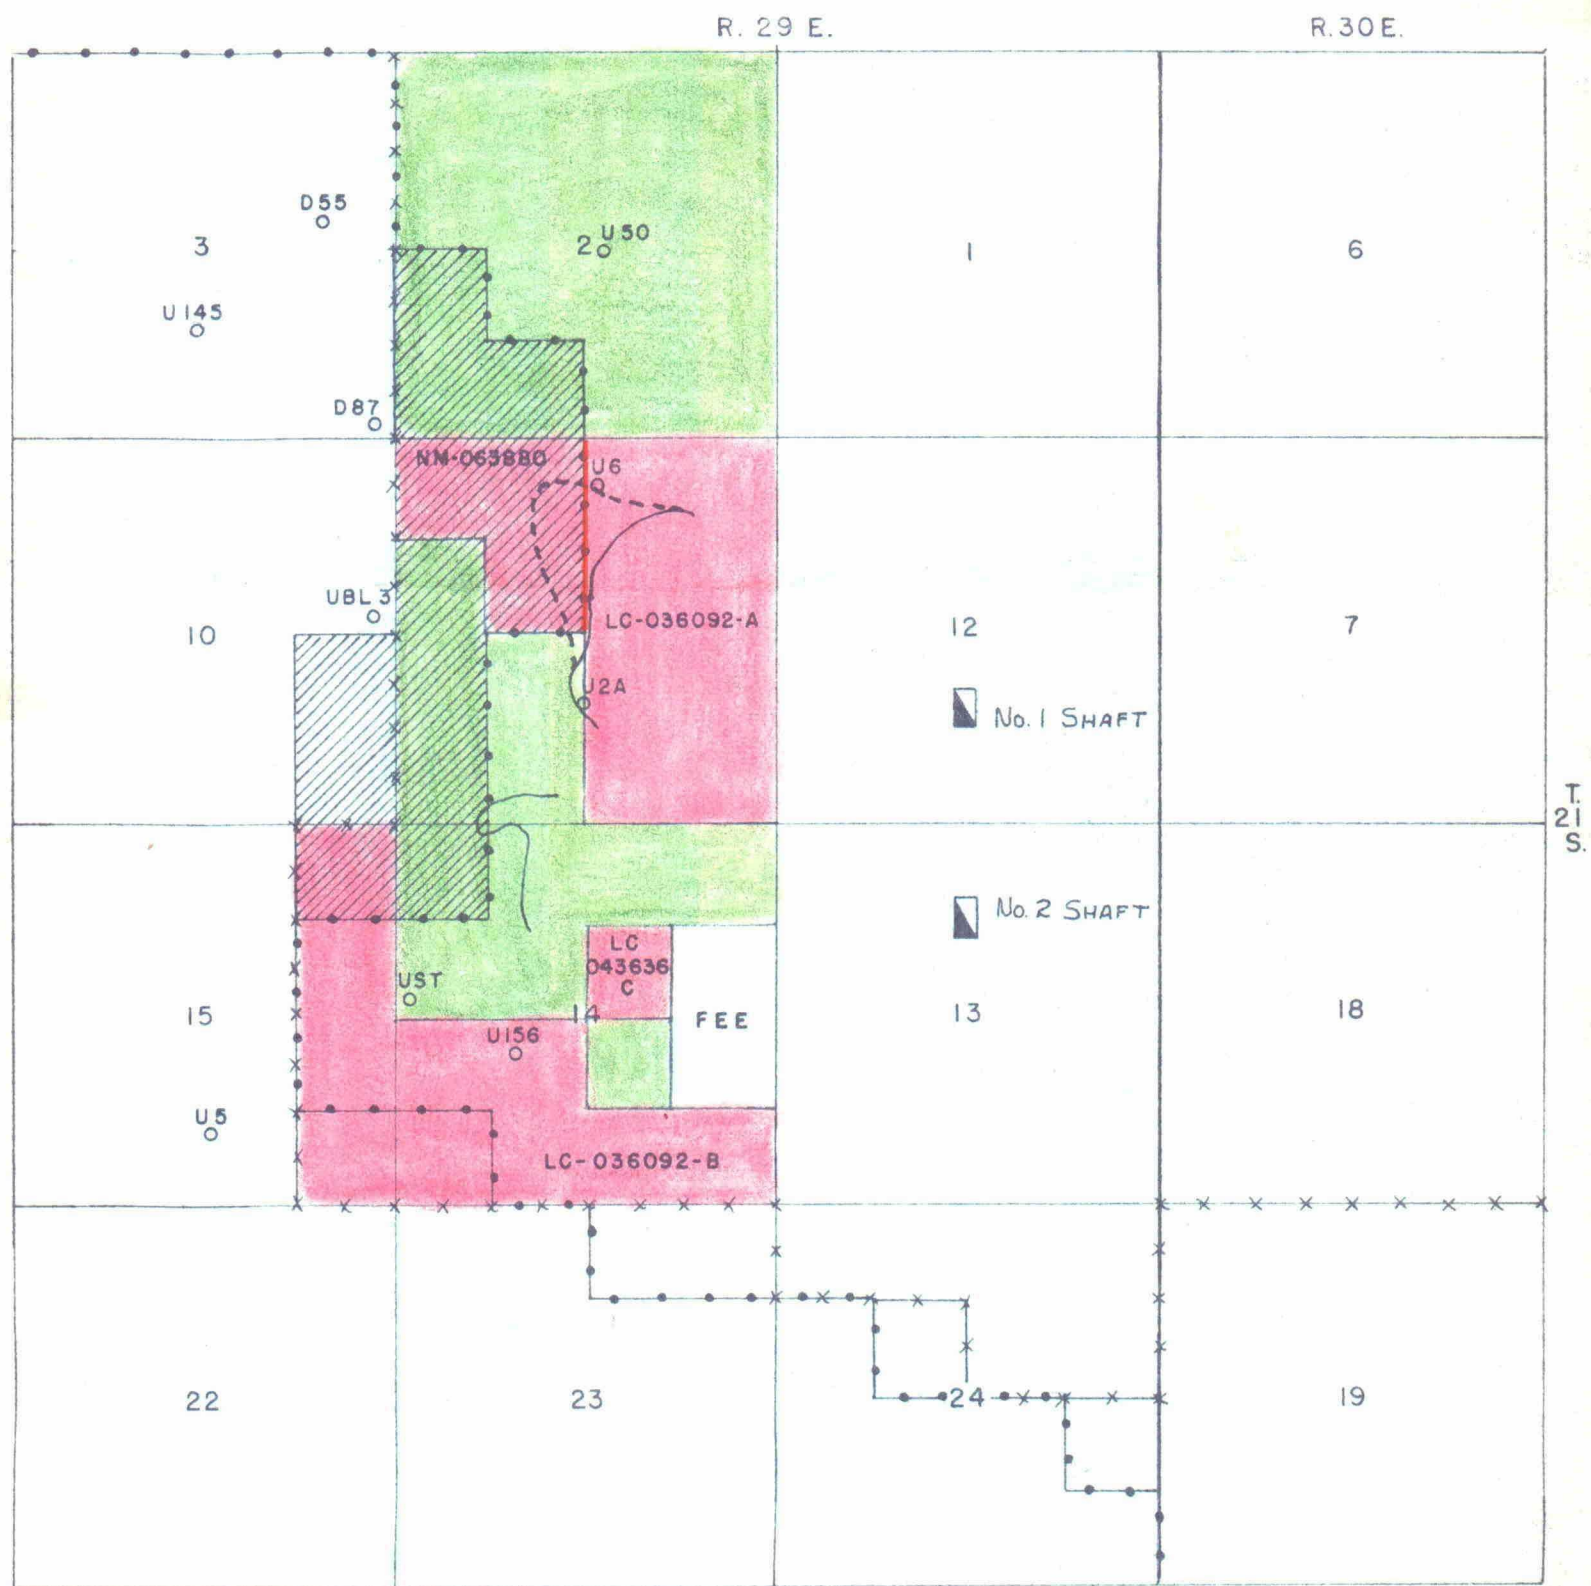 R. 29 E.
R. 30 E.
D55
3
2
U50
1
6
U145
D87
NM-063880
U6
UBL 3
10
LC-036092-A
12
7
U2A
No. 1 SHAFT
T.
21
S.
No. 2 SHAFT
LC
043636
C
UST
15
14
FEE
13
18
U156
U5
LC-036092-B
22
23
24
19